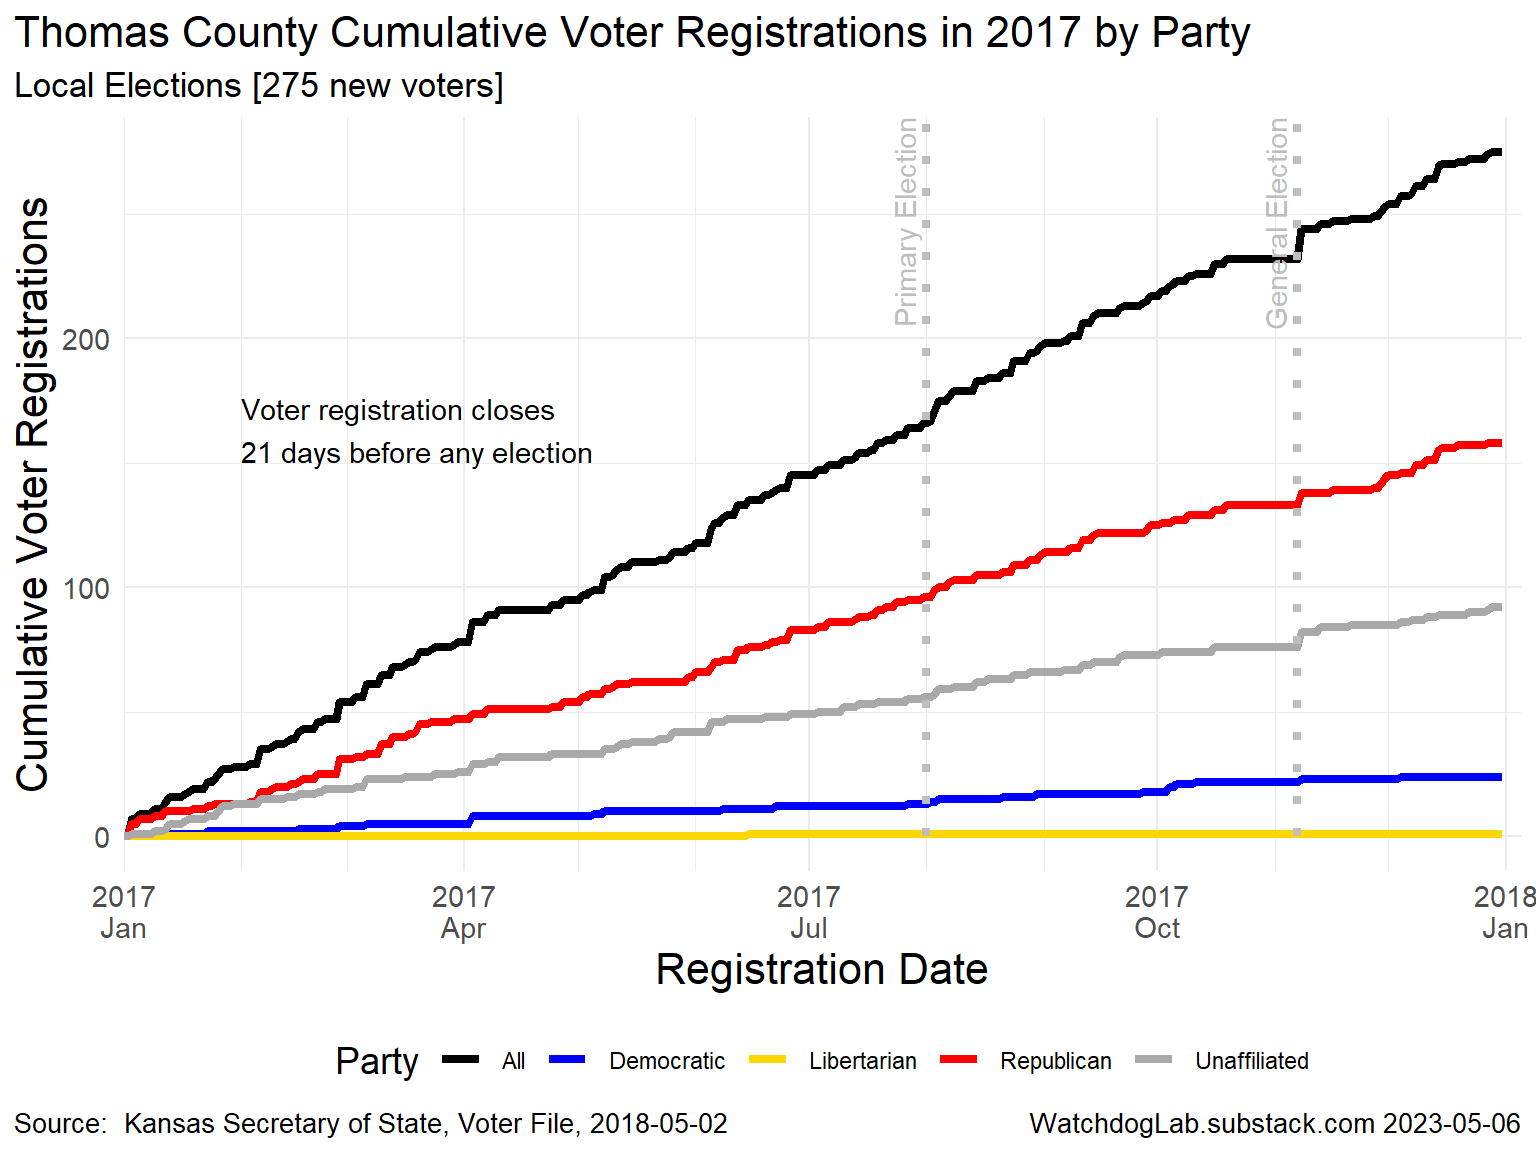 Thomas County Cumulative Voter Registrations in 2017 by Party
Local Elections [275 new voters]
Cumulative Voter Registrations
200
100
0
Primary Election
General Election
Voter registration closes
21 days before any election
2017
Jan
2017
Apr
2017
Jul
2017
Oct
2018
Jan
Registration Date
Party All Democratic Libertarian Republican Unaffiliated
Source:  Kansas Secretary of State, Voter File, 2018-05-02
WatchdogLab.substack.com 2023-05-06